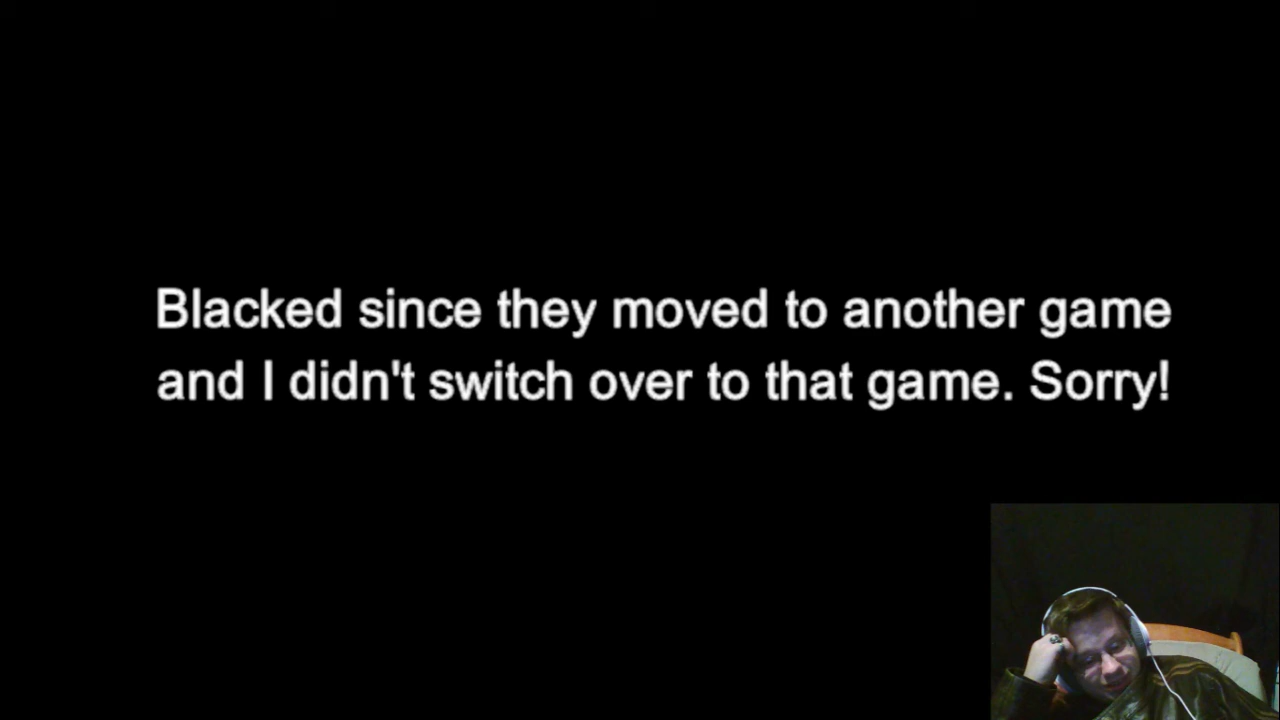 Blacked since they moved to another game
and I didn't switch over to that game. Sorry!